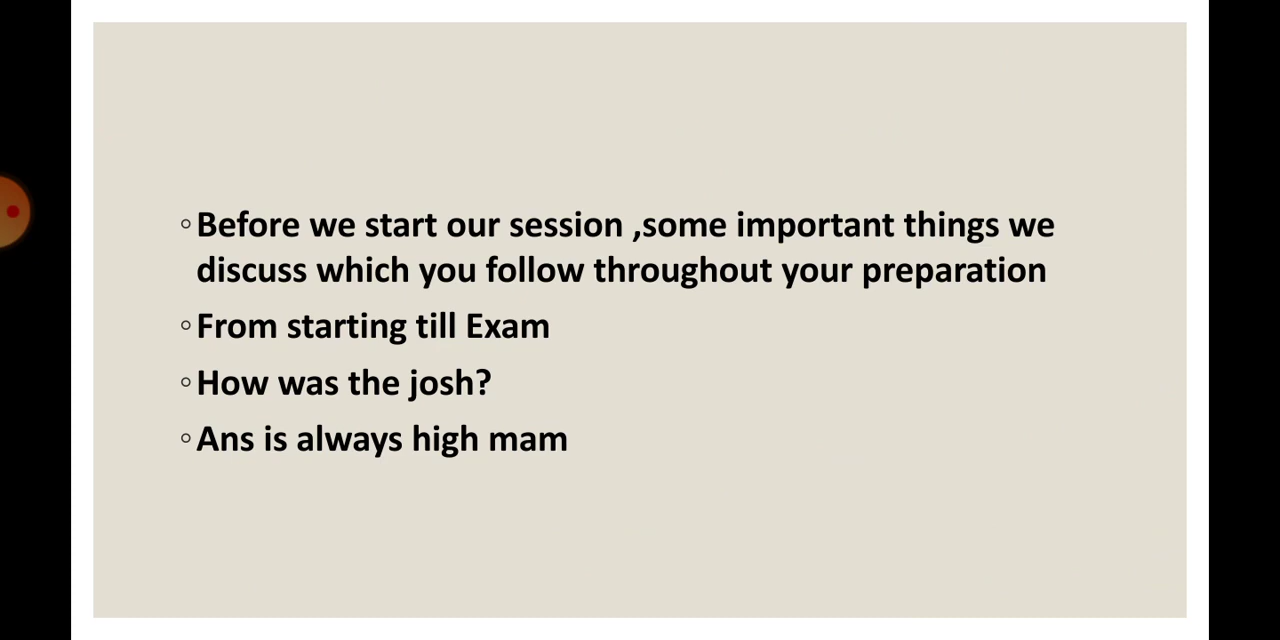 ◦Before we start our session ,some important things we
discuss which you follow throughout your preparation
◦From starting till Exam
◦How was the josh?
◦Ans is always high mam